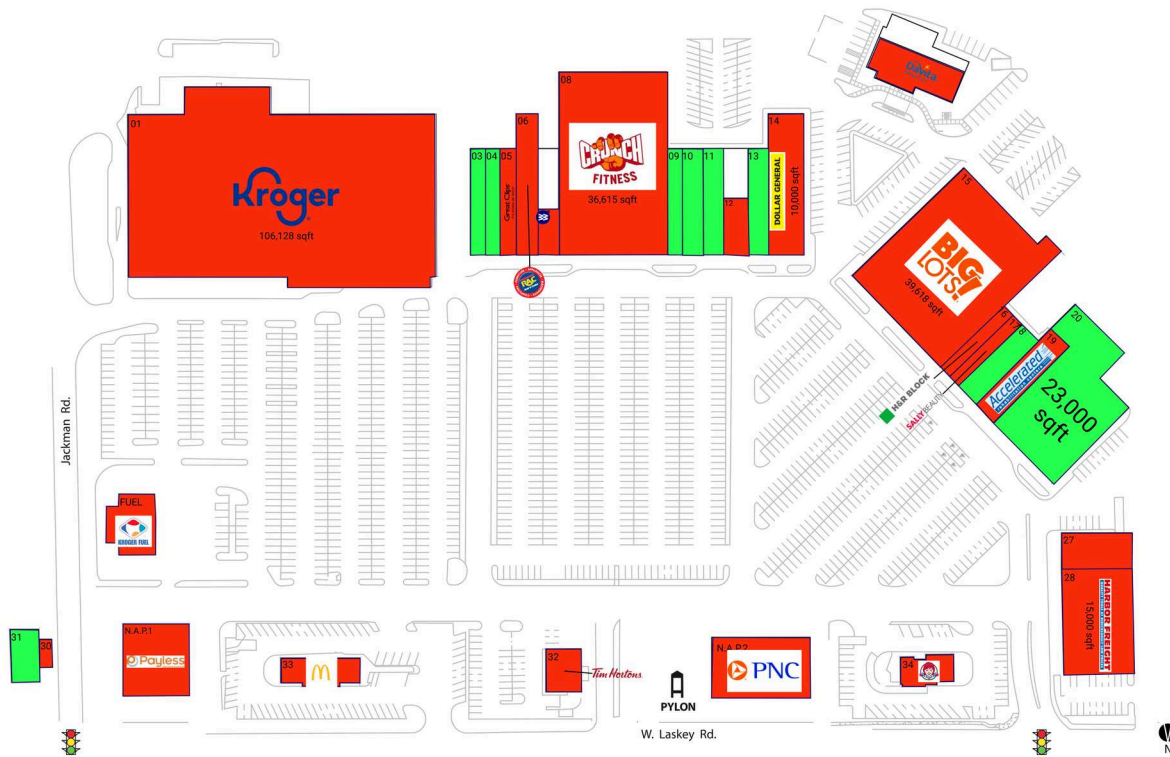 DaVita
01
Kroger
106,128 sqft
03
04
05
Great Clips
06
RAC
08
CRUNCH
FITNESS
36,615 sqft
09
10
11
12
13
14
DOLLAR GENERAL
10,000 sqft
15
BIG
LOTS!
39,618 sqft
17
18
19
Accelerated
20
23,000
sqft
H&R BLOCK
SALLY BEAUTY
Jackman Rd.
FUEL
KROGER FUEL
27
28
HARBOR FREIGHT
15,000 sqft
31
30
N.A.P.1
Payless
33
32
Tim Hortons
PYLON
N.A.P.2
PNC
34
W. Laskey Rd.
N